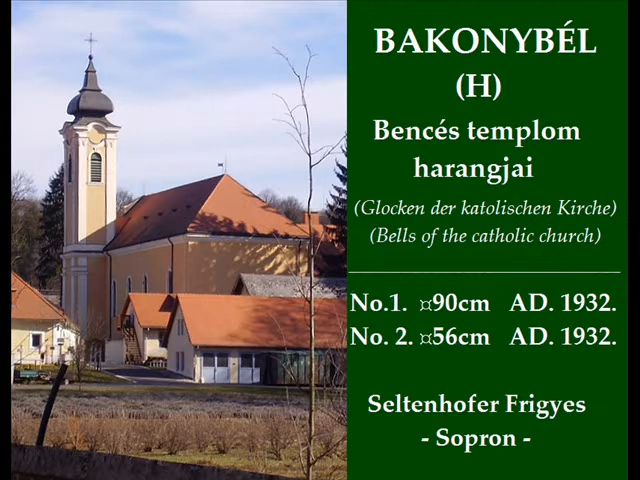 BAKONYBÉL
(H)
Bencés templom
harangjai
(Glocken der katolischen Kirche)
(Bells of the catholic church)
No.1. ¤90cm AD. 1932.
No. 2. ¤56cm AD. 1932.
Seltenhofer Frigyes
- Sopron -